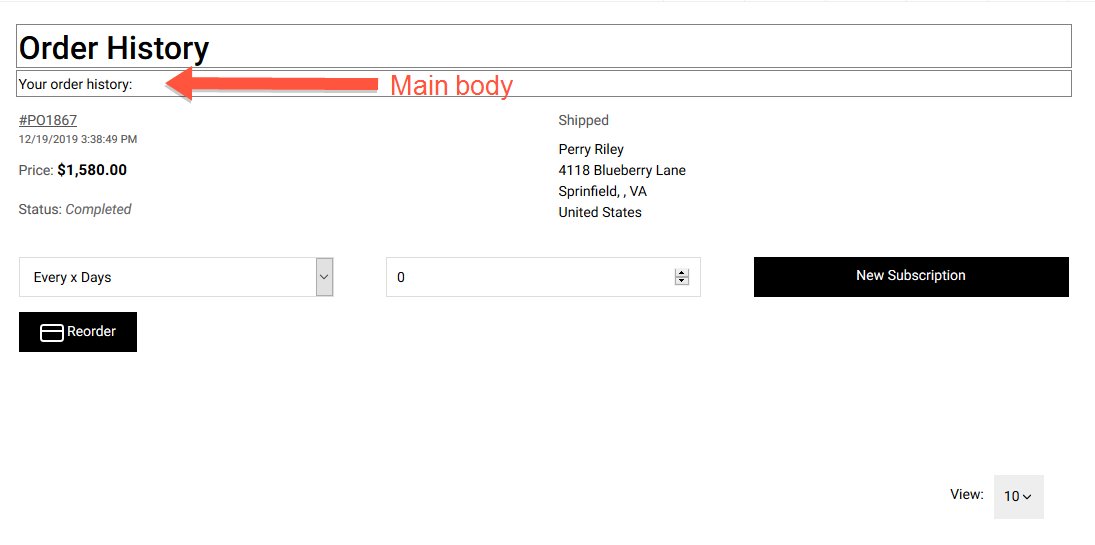 Order History
Your order history:
Main body
#PO1867
12/19/2019 3:38:49 PM
Price: $1,580.00
Status: Completed
Shipped
Perry Riley
4118 Blueberry Lane
Sprinfield, , VA
United States
Every x Days
0
New Subscription
Reorder
View: 10